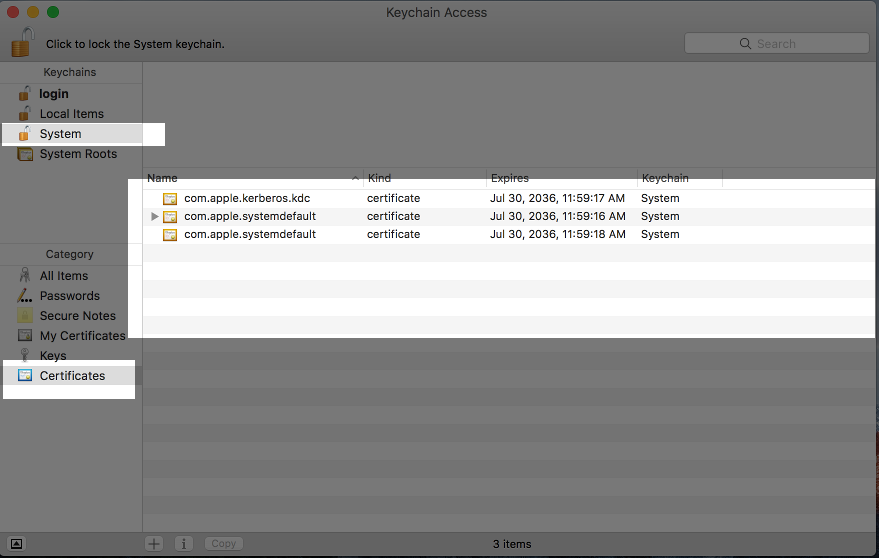 Keychain Access
Click to lock the System keychain.
Search
Keychains
login
Local Items
System
System Roots
Name Kind Expires Keychain
com.apple.kerberos.kdc certificate Jul 30, 2036, 11:59:17 AM System
com.apple.systemdefault certificate Jul 30, 2036, 11:59:16 AM System
com.apple.systemdefault certificate Jul 30, 2036, 11:59:18 AM System
Category
All Items
Passwords
Secure Notes
My Certificates
Keys
Certificates
Copy
3 items